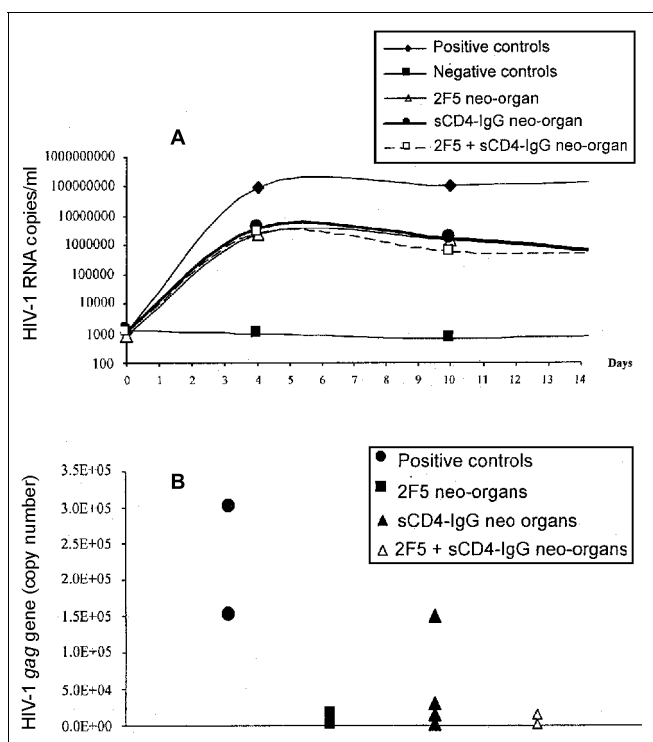 Positive controls
Negative controls
2F5 neo-organ
sCD4-IgG neo-organ
2F5 + sCD4-IgG neo-organ)
A
HIV-1 RNA copies/ml
1000000000
100000000
10000000
1000000
100000
10000
1000
100
0 1 2 3 4 5 6 7 8 9 10 11 12 13 14
Days
B
HIV-1 gag gene (copy number)
3.5E+05
3.0E+05
2.5E+05
2.0E+05
1.5E+05
1.0E+05
5.0E+04
0.0E+00
Positive controls
2F5 neo-organs
sCD4-IgG neo organs
2F5 + sCD4-IgG neo-organs)